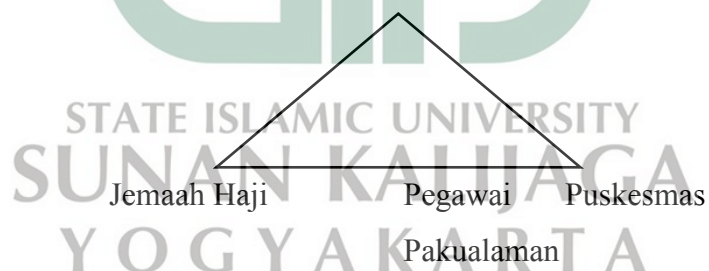 STATE ISLAMIC UNIVERSITY
SUNAN KALIJAGA
Jemaah Haji Pegawai Puskesmas
YOGYAKARTA
Pakualaman